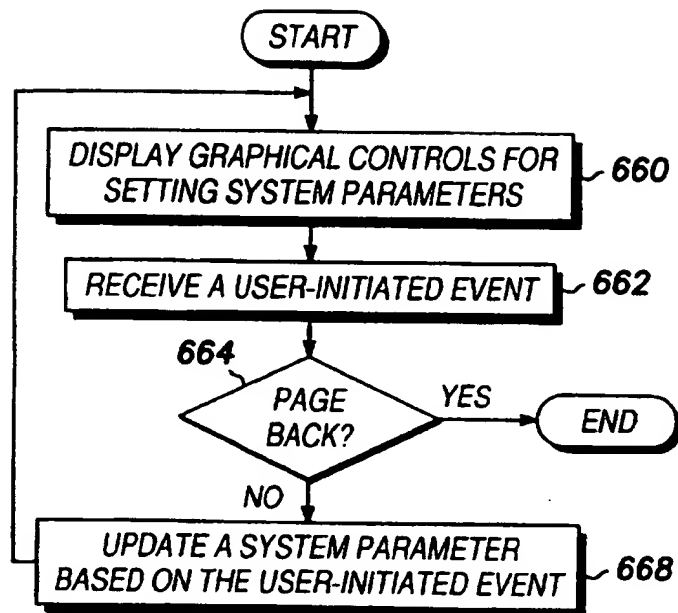 START
DISPLAY GRAPHICAL CONTROLS FOR
SETTING SYSTEM PARAMETERS
660
RECEIVE A USER-INITIATED EVENT
662
664
PAGE
BACK?
YES
END
NO
UPDATE A SYSTEM PARAMETER
BASED ON THE USER-INITIATED EVENT
668